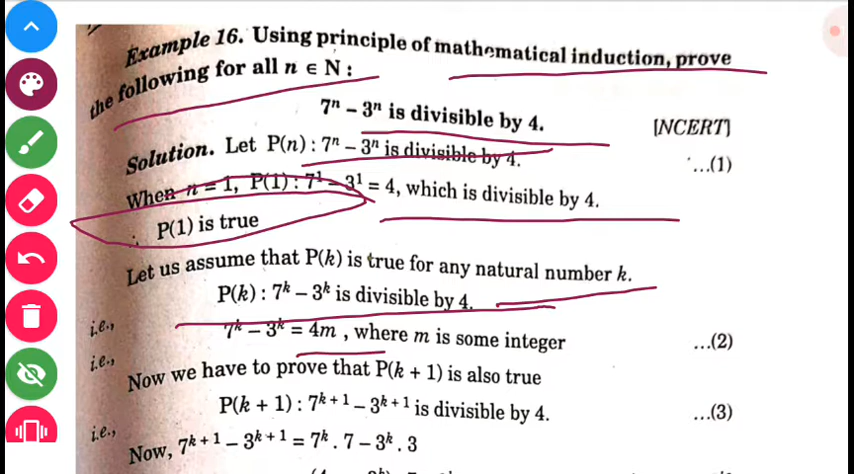 Example 16. Using principle of mathematical induction, prove
the following for all n ∈ N :
7ⁿ – 3ⁿ is divisible by 4. [NCERT]
Solution. Let P(n) : 7ⁿ – 3ⁿ is divisible by 4. ...(1)
When n = 1, P(1) : 7¹ – 3¹ = 4, which is divisible by 4.
∴ P(1) is true
Let us assume that P(k) is true for any natural number k.
i.e., P(k) : 7ᵏ – 3ᵏ is divisible by 4.
i.e., 7ᵏ – 3ᵏ = 4m , where m is some integer ...(2)
Now we have to prove that P(k + 1) is also true
i.e., P(k + 1) : 7ᵏ⁺¹ – 3ᵏ⁺¹ is divisible by 4. ...(3)
Now, 7ᵏ⁺¹ – 3ᵏ⁺¹ = 7ᵏ . 7 – 3ᵏ . 3